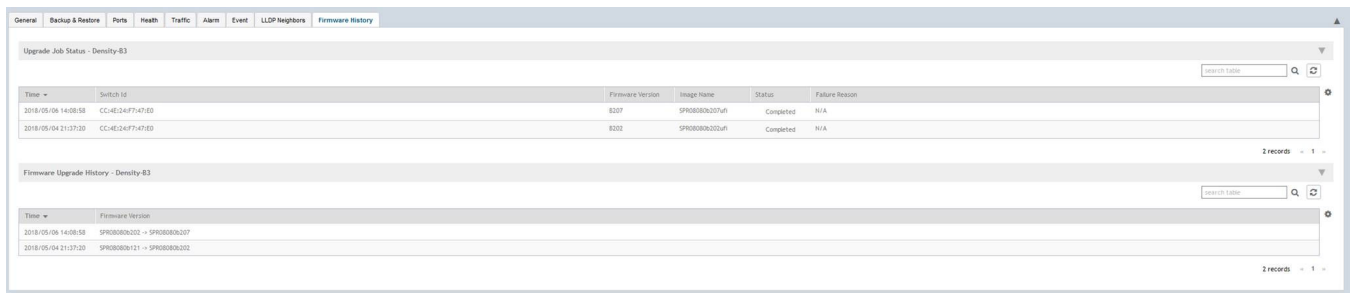 General Backup & Restore Ports Health Traffic Alarm Event LLDP Neighbors Firmware History
Upgrade Job Status - Density-B3
search table
Time Switch Id Firmware Version Image Name Status Failure Reason
2018/05/06 14:08:58 CC:4E:24:F7:47:E0 B207 SPR08080b207ufi Completed N/A
2018/05/04 21:37:20 CC:4E:24:F7:47:E0 B202 SPR08080b202ufi Completed N/A
2 records « 1 »
Firmware Upgrade History - Density-B3
search table
Time Firmware Version
2018/05/06 14:08:58 SPR08080b202 -> SPR08080b207
2018/05/04 21:37:20 SPR08080b121 -> SPR08080b202
2 records « 1 »